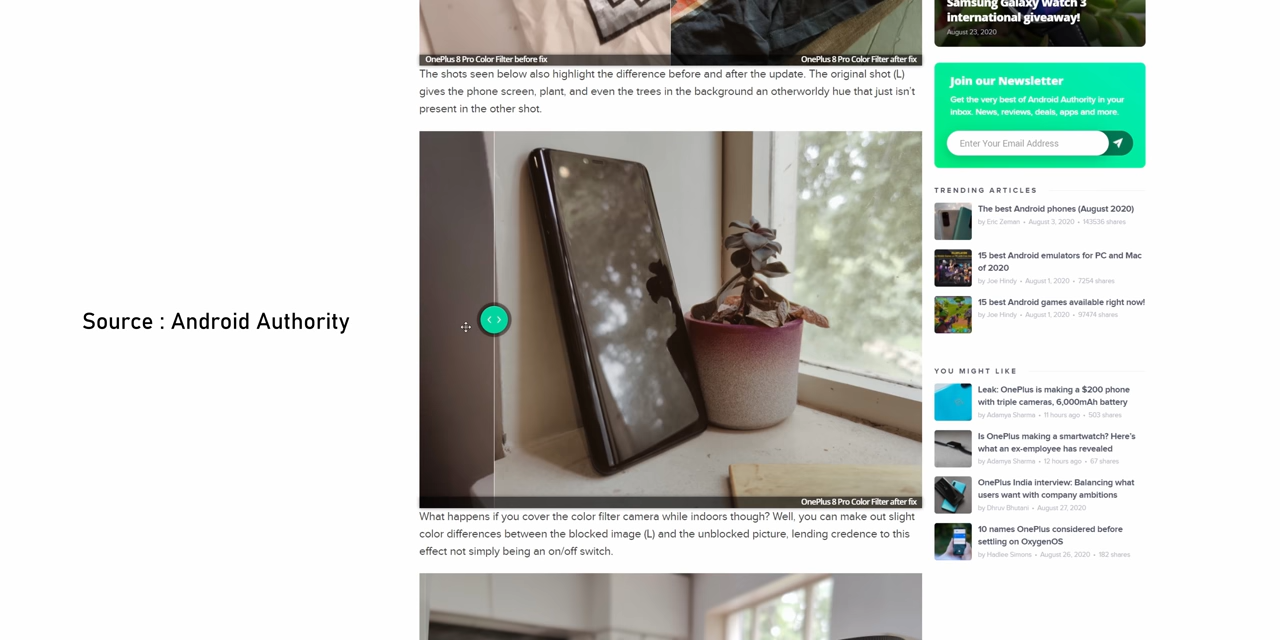 Source : Android Authority
OnePlus 8 Pro Color Filter before fix
OnePlus 8 Pro Color Filter after fix
The shots seen below also highlight the difference before and after the update. The original shot (L)
gives the phone screen, plant, and even the trees in the background an otherworldly hue that just isn't
present in the other shot.
OnePlus 8 Pro Color Filter after fix
What happens if you cover the color filter camera while indoors though? Well, you can make out slight
color differences between the blocked image (L) and the unblocked picture, lending credence to this
effect not simply being an on/off switch.
Samsung Galaxy Watch 3
international giveaway!
August 23, 2020
Join our Newsletter
Get the very best of Android Authority in your
inbox. News, reviews, deals, apps and more.
Enter Your Email Address
TRENDING ARTICLES
The best Android phones (August 2020)
by Eric Zeman • August 3, 2020 • 143536 shares
15 best Android emulators for PC and Mac
of 2020
by Joe Hindy • August 1, 2020 • 7254 shares
15 best Android games available right now!
by Joe Hindy • August 1, 2020 • 97474 shares
YOU MIGHT LIKE
Leak: OnePlus is making a $200 phone
with triple cameras, 6,000mAh battery
by Adamya Sharma • 11 hours ago • 503 shares
Is OnePlus making a smartwatch? Here's
what an ex-employee has revealed
by Adamya Sharma • 12 hours ago • 67 shares
OnePlus India interview: Balancing what
users want with company ambitions
by Dhruv Bhutani • August 27, 2020
10 names OnePlus considered before
settling on OxygenOS
by Hadlee Simons • August 26, 2020 • 182 shares